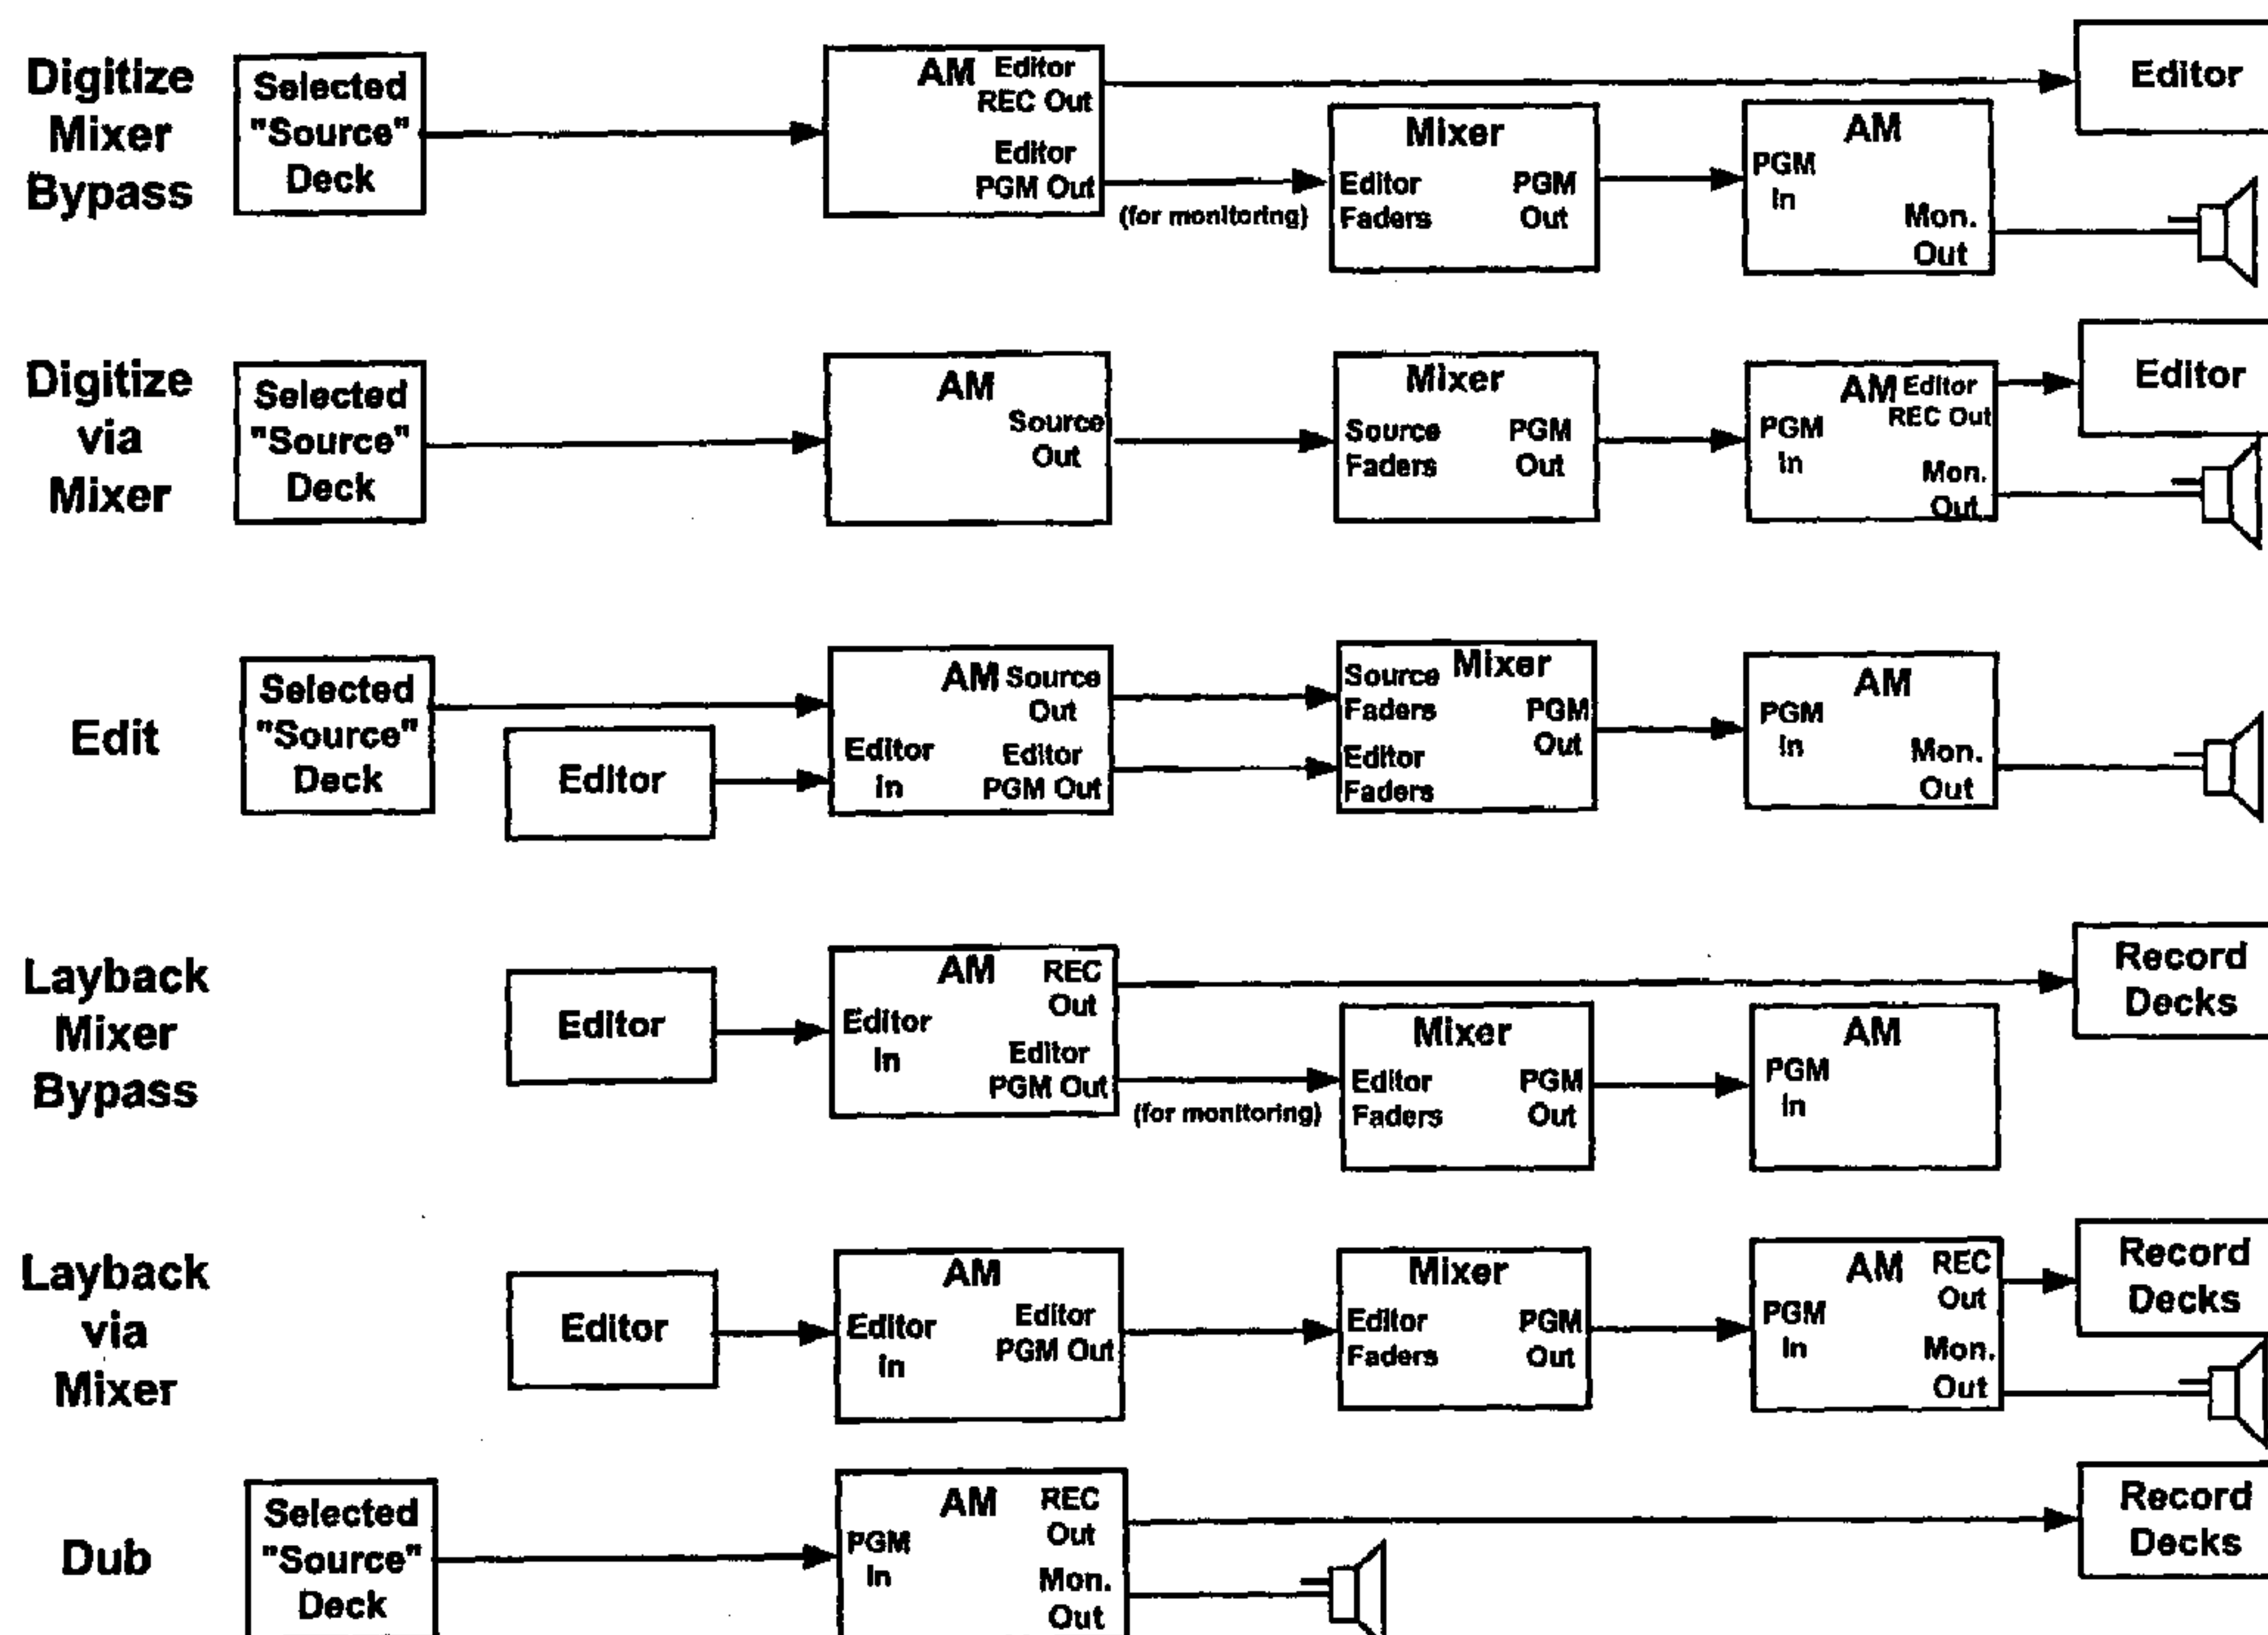 Digitize
Mixer
Bypass
Selected
"Source"
Deck
AM
Editor
REC Out
Editor
PGM Out
(for monitoring)
Mixer
Editor
Faders
PGM
Out
AM
PGM
In
Mon.
Out
Editor
Digitize
via
Mixer
Selected
"Source"
Deck
AM
Source
Out
Mixer
Source
Faders
PGM
Out
AM
Editor
REC Out
PGM
In
Mon.
Out
Editor
Edit
Selected
"Source"
Deck
Editor
AM
Source
Out
Editor
in
Editor
PGM Out
Mixer
Source
Faders
Editor
Faders
PGM
Out
AM
PGM
In
Mon.
Out
Layback
Mixer
Bypass
Editor
AM
REC
Out
Editor
In
Editor
PGM Out
(for monitoring)
Mixer
Editor
Faders
PGM
Out
AM
PGM
In
Record
Decks
Layback
via
Mixer
Editor
AM
Editor
in
Editor
PGM Out
Mixer
Editor
Faders
PGM
Out
AM
REC
Out
PGM
In
Mon.
Out
Record
Decks
Dub
Selected
"Source"
Deck
AM
REC
Out
PGM
In
Mon.
Out
Record
Decks